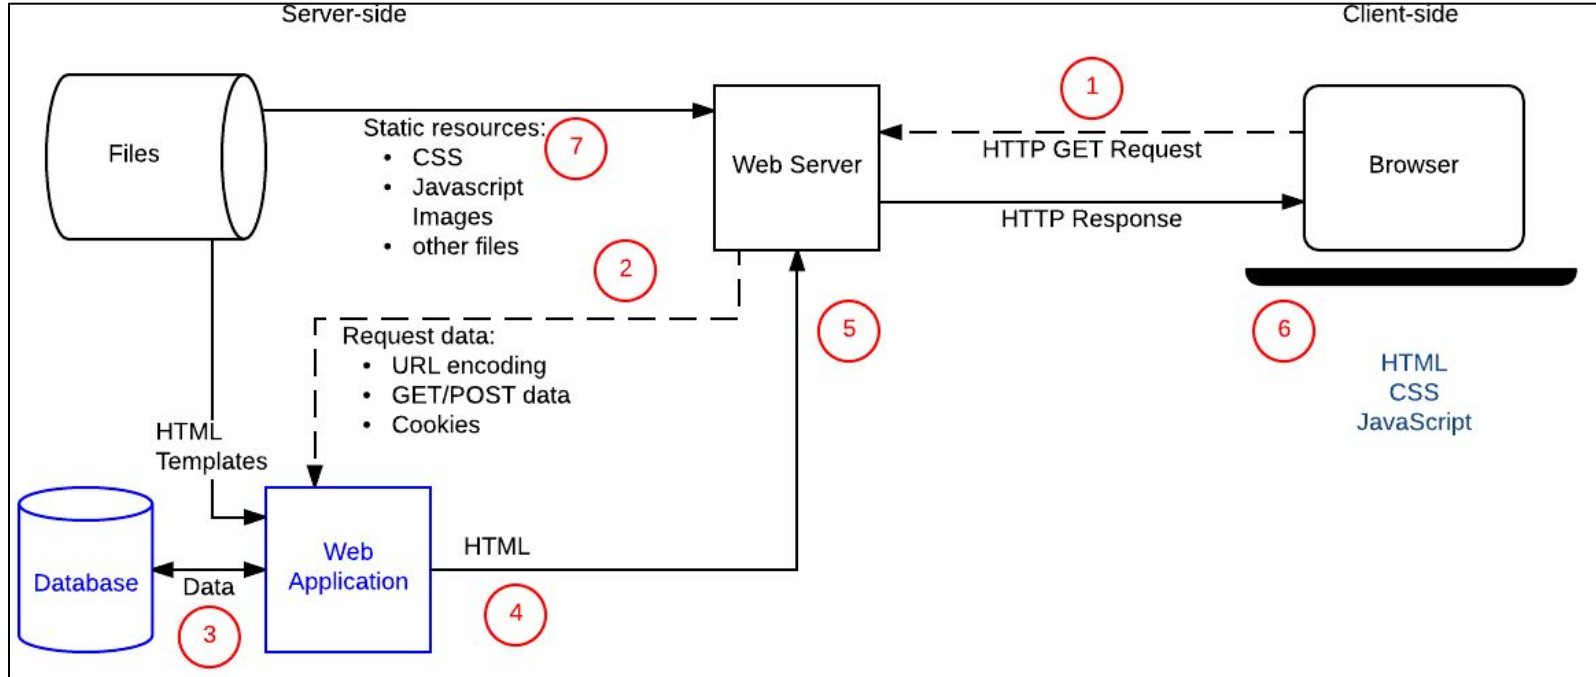 Server-side
Client-side
Files
Static resources:
• CSS
• Javascript
Images
• other files
7
Web Server
1
HTTP GET Request
HTTP Response
Browser
2
Request data:
• URL encoding
• GET/POST data
• Cookies
5
6
HTML
CSS
JavaScript
HTML
Templates
Database
Data
3
Web
Application
HTML
4